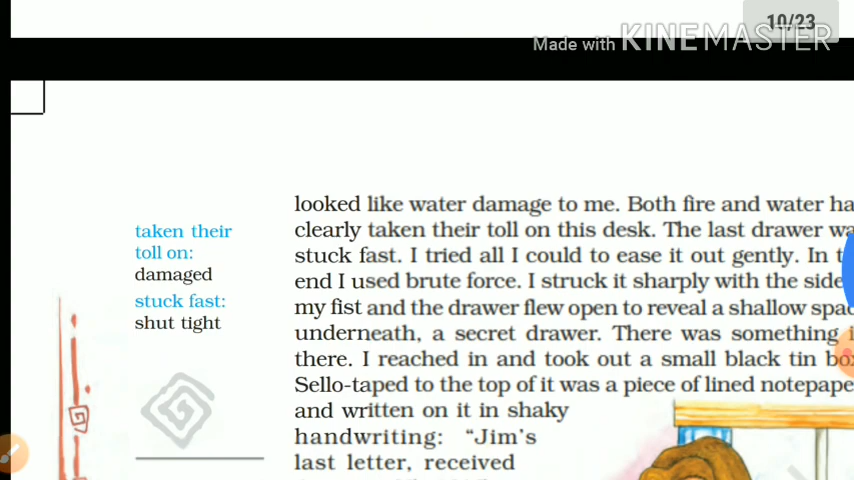 10/23
Made with KINEMASTER
looked like water damage to me. Both fire and water
clearly taken their toll on this desk. The last drawer
stuck fast. I tried all I could to ease it out gently. In
end I used brute force. I struck it sharply with the side
my fist and the drawer flew open to reveal a shallow
underneath, a secret drawer. There was something
there. I reached in and took out a small black tin
Sello-taped to the top of it was a piece of lined
and written on it in shaky
handwriting: “Jim’s
last letter, received
taken their
toll on:
damaged
stuck fast:
shut tight